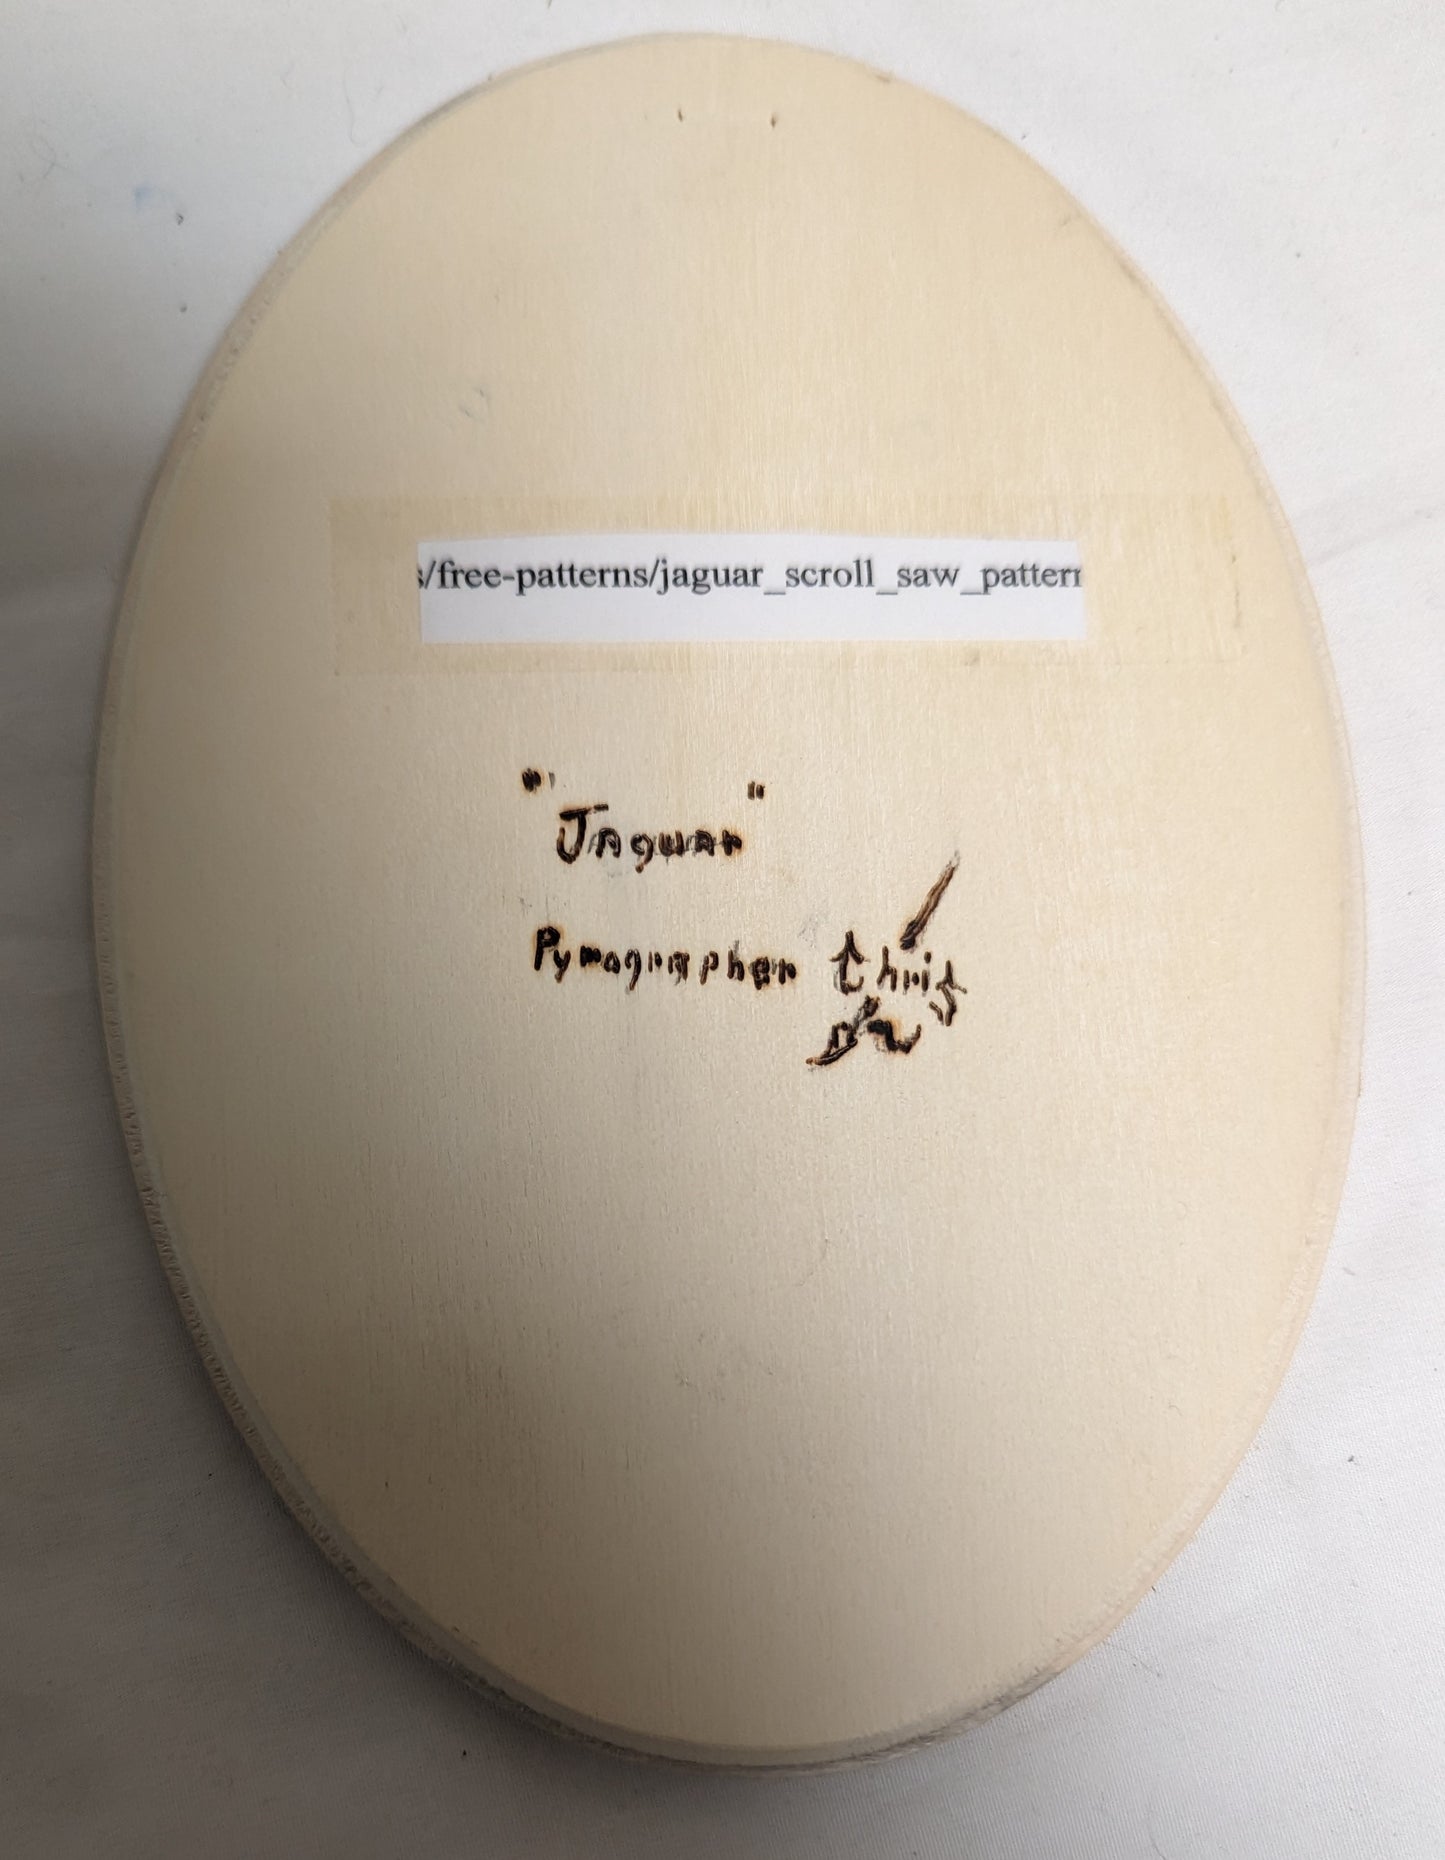 s/free-patterns/jaguar_scroll_saw_pattern
"Jaguar"
Pyrographer Chris